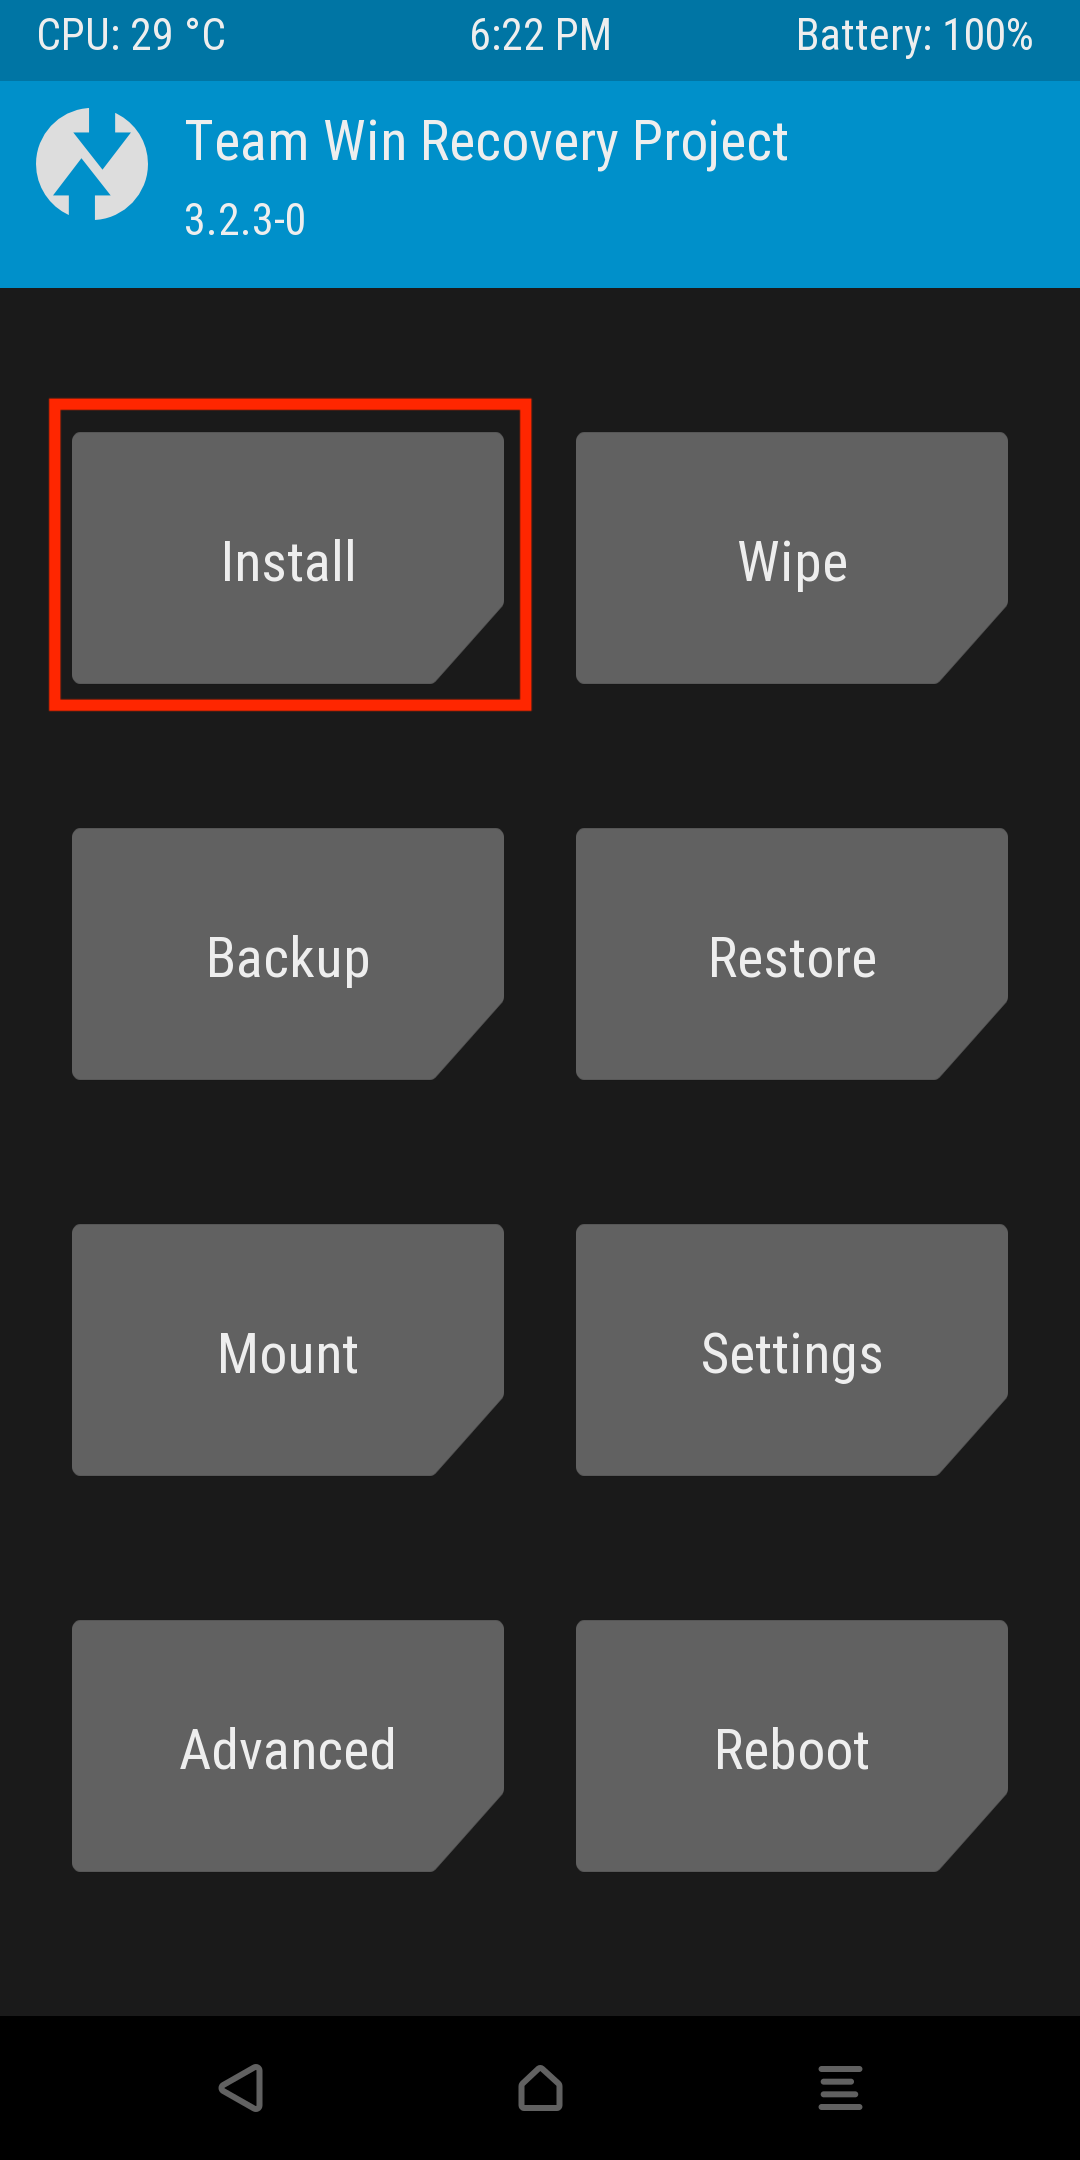 CPU: 29 °C 6:22 PM Battery: 100%
Team Win Recovery Project
3.2.3-0
Install Wipe
Backup Restore
Mount Settings
Advanced Reboot